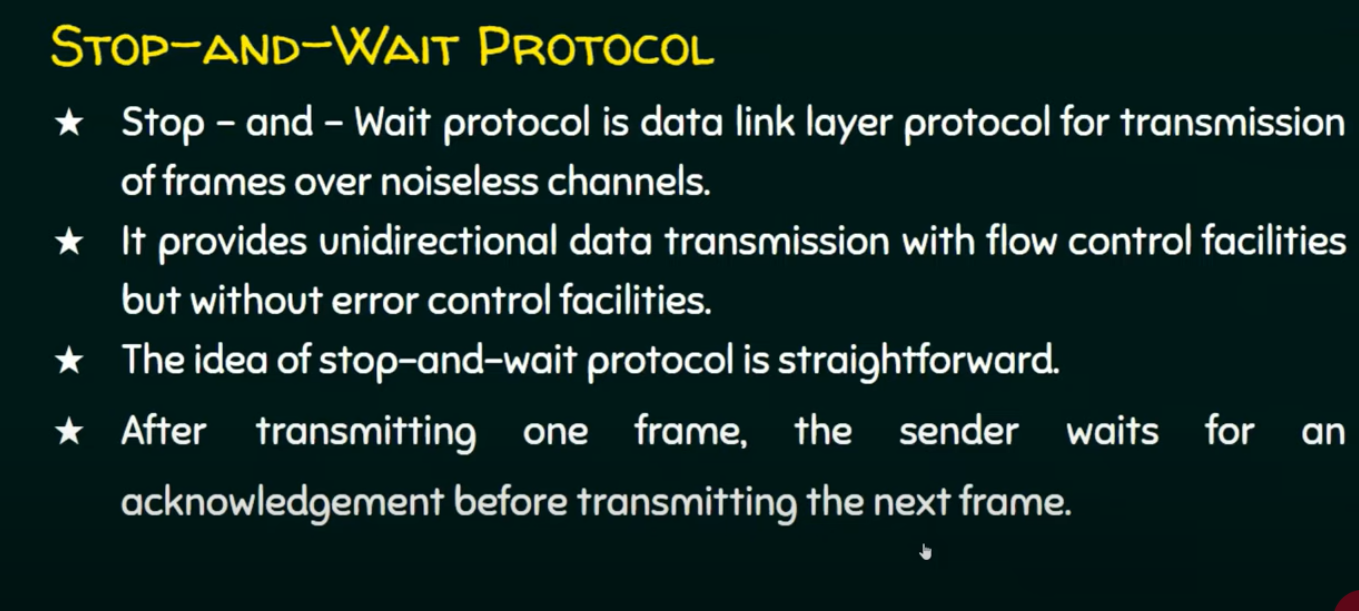 STOP-AND-WAIT PROTOCOL
★ Stop - and - Wait protocol is data link layer protocol for transmission
of frames over noiseless channels.
★ It provides unidirectional data transmission with flow control facilities
but without error control facilities.
★ The idea of stop-and-wait protocol is straightforward.
★ After transmitting one frame, the sender waits for an
acknowledgement before transmitting the next frame.